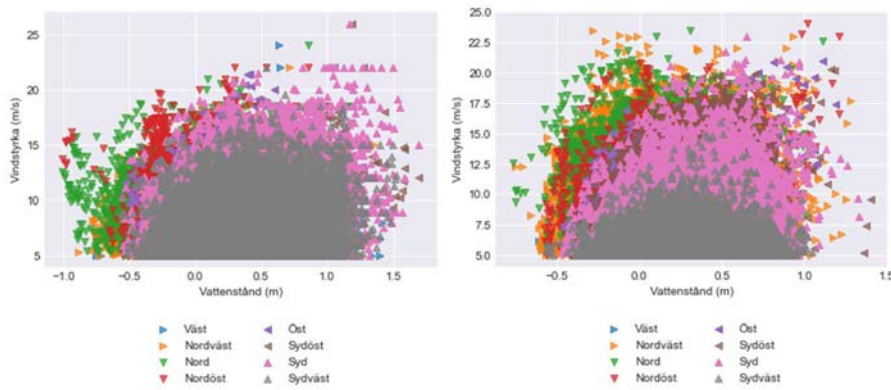 25
20
15
10
5
Vindstyrka (m/s)
−1.0 −0.5 0.0 0.5 1.0 1.5
Vattenstånd (m)
Väst Öst
Nordväst Sydöst
Nord Syd
Nordöst Sydväst
25.0
22.5
20.0
17.5
15.0
12.5
10.0
7.5
5.0
Vindstyrka (m/s)
−0.5 0.0 0.5 1.0 1.5
Vattenstånd (m)
Väst Öst
Nordväst Sydöst
Nord Syd
Nordöst Sydväst